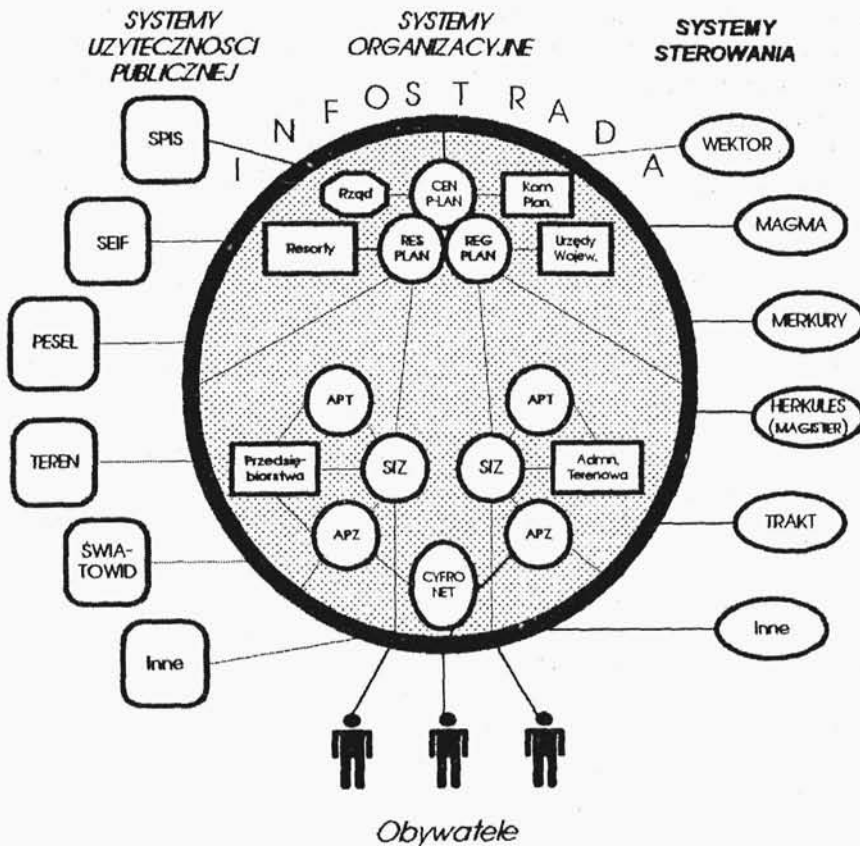 SYSTEMY
UŻYTECZNOŚCI
PUBLICZNEJ
SYSTEMY
ORGANIZACYJNE
SYSTEMY
STEROWANIA
INFOSTRADA
SPIS
SEIF
PESEL
TEREN
ŚWIA-
TOWID
Inne
Rząd
CEN
P-LAN
Kom.
Plan.
Resorty
RES
PLAN
REG
PLAN
Urzędy
Wojew.
APT
APT
Przedsię-
biorstwa
SIZ
SIZ
Admn.
Terenowa
APZ
APZ
CYFRO
NET
WEKTOR
MAGMA
MERKURY
HERKULES
(MAGISTER)
TRAKT
Inne
Obywatele